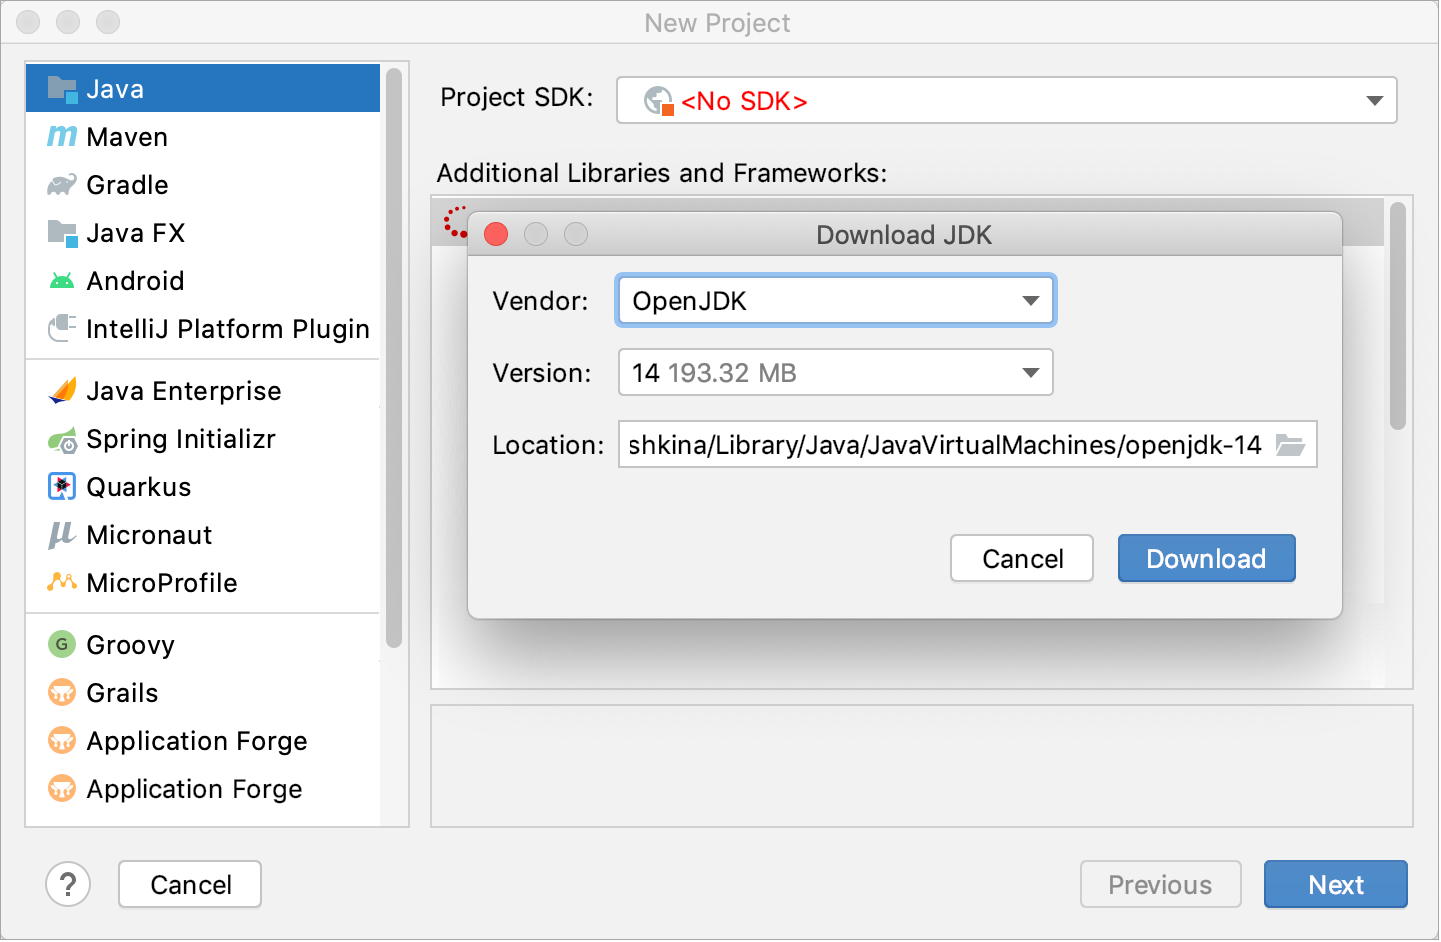 New Project
Java
Maven
Gradle
Java FX
Android
IntelliJ Platform Plugin
Java Enterprise
Spring Initializr
Quarkus
Micronaut
MicroProfile
G Groovy
Grails
Application Forge
Application Forge
Project SDK: <No SDK>
Additional Libraries and Frameworks:
Download JDK
Vendor: OpenJDK
Version: 14 193.32 MB
Location: shkina/Library/Java/JavaVirtualMachines/openjdk-14
Cancel Download
? Cancel Previous Next